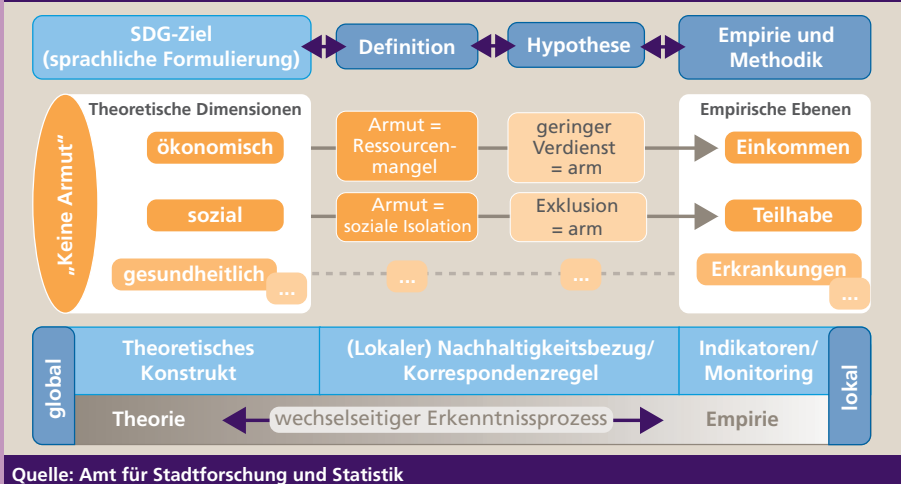 SDG-Ziel
(sprachliche Formulierung)
Definition
Hypothese
Empirie und
Methodik
„Keine Armut“
Theoretische Dimensionen
Empirische Ebenen
ökonomisch
Armut =
Ressourcen-
mangel
geringer
Verdienst
= arm
Einkommen
sozial
Armut =
soziale Isolation
Exklusion
= arm
Teilhabe
gesundheitlich
...
...
...
Erkrankungen
...
global
Theoretisches
Konstrukt
(Lokaler) Nachhaltigkeitsbezug/
Korrespondenzregel
Indikatoren/
Monitoring
lokal
Theorie
wechselseitiger Erkenntnisprozess
Empirie
Quelle: Amt für Stadtforschung und Statistik